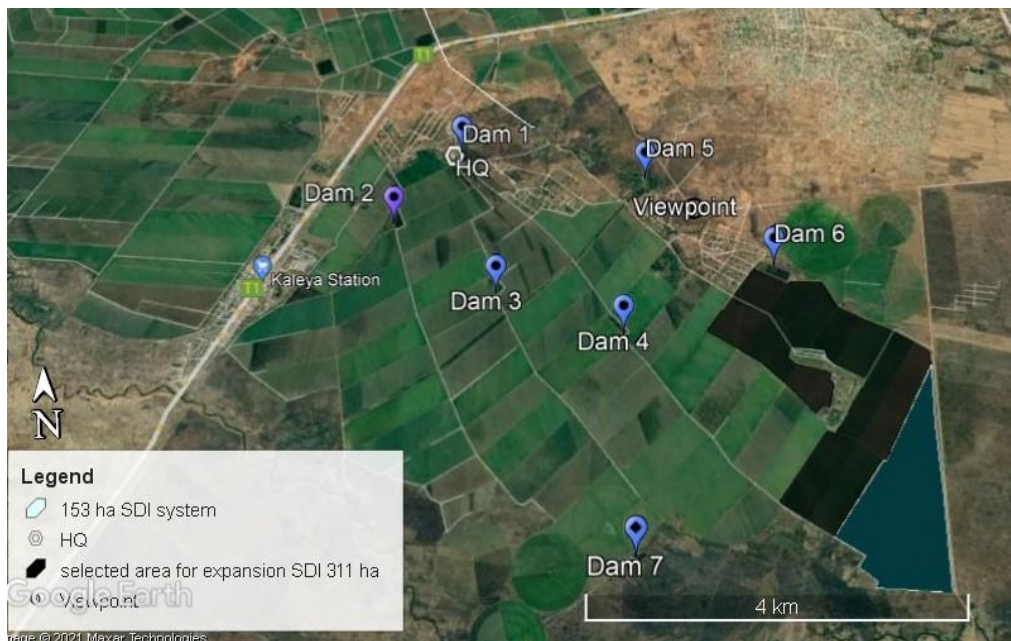 T1
Dam 1
HQ
Dam 5
Dam 2
Viewpoint
Dam 6
Kaleya Station
T1
Dam 3
Dam 4
N
Legend
153 ha SDI system
HQ
selected area for expansion SDI 311 ha
Viewpoint
Google Earth
Dam 7
4 km
© 2021 Maxar Technologies